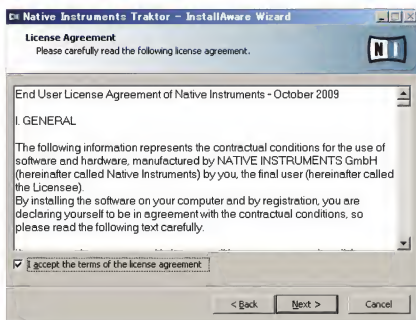 Native Instruments Traktor - InstallAware Wizard
License Agreement
Please carefully read the following license agreement.
NI
End User License Agreement of Native Instruments - October 2009
I. GENERAL
The following information represents the contractual conditions for the use of
software and hardware, manufactured by NATIVE INSTRUMENTS GmbH
(hereinafter called Native Instruments) by you, the final user (hereinafter called
the Licensee).
By installing the software on your computer and by registration, you are
declaring yourself to be in agreement with the contractual conditions, so
please read the following text carefully.
I accept the terms of the license agreement
< Back
Next >
Cancel